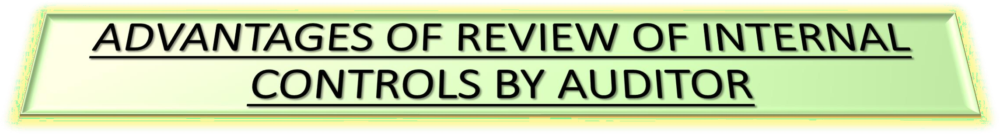 ADVANTAGES OF REVIEW OF INTERNAL
CONTROLS BY AUDITOR